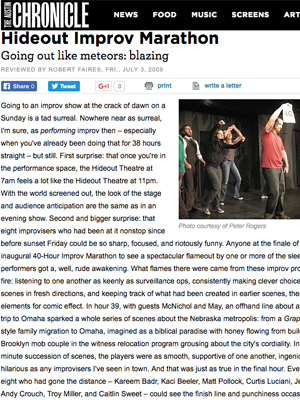 THE AUSTIN
CHRONICLE
NEWS FOOD MUSIC SCREENS ART
Hideout Improv Marathon
Going out like meteors: blazing
REVIEWED BY ROBERT FAIRES, FRI., JULY 3, 2009
Share 0 Tweet +1 0 print write a letter
Going to an improv show at the crack of dawn on a
Sunday is a tad surreal. Nowhere near as surreal,
I'm sure, as performing improv then – especially
when you've already been doing that for 38 hours
straight – but still. First surprise: that once you're in
the performance space, the Hideout Theatre at
7am feels a lot like the Hideout Theatre at 11pm.
With the world screened out, the look of the stage
and audience anticipation are the same as in an
evening show. Second and bigger surprise: that
eight improvisers who had been at it nonstop since
Photo courtesy of Peter Rogers
before sunset Friday could be so sharp, focused, and riotously funny. Anyone at the finale of
inaugural 40-Hour Improv Marathon to see a spectacular flameout by one or more of the slee
performers got a, well, rude awakening. What flames there were came from these improv pro
fire: listening to one another as keenly as surveillance ops, consistently making clever choice
scenes in fresh directions, and keeping track of what had been created in earlier scenes, the
elements for comic effect. In hour 39, with guests McNichol and May, an offhand line about a
trip to Omaha sparked a whole series of scenes about the Nebraska metropolis: from a Grap
style family migration to Omaha, imagined as a biblical paradise with honey flowing from buil
Brooklyn mob couple in the witness relocation program grousing about the city's cordiality. In
minute succession of scenes, the players were as smooth, supportive of one another, ingenio
hilarious as any improvisers I've seen in town. And that was just as true in the final hour. Eve
eight who had gone the distance – Kareem Badr, Kaci Beeler, Matt Pollock, Curtis Luciani, Je
Andy Crouch, Troy Miller, and Caitlin Sweet – could see the finish line and punchiness occas